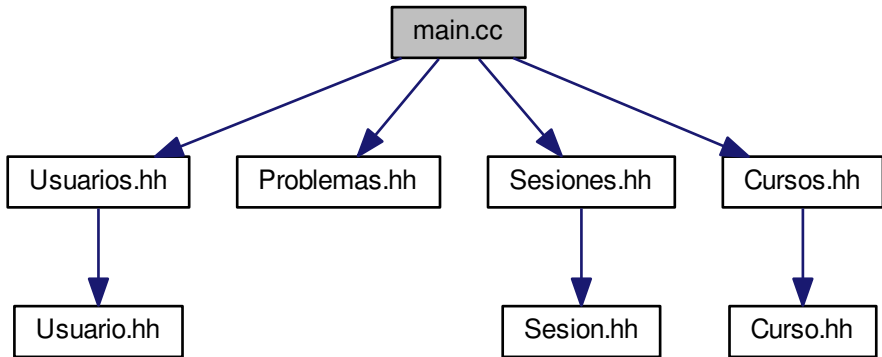 main.cc
Usuarios.hh
Problemas.hh
Sesiones.hh
Cursos.hh
Usuario.hh
Sesion.hh
Curso.hh